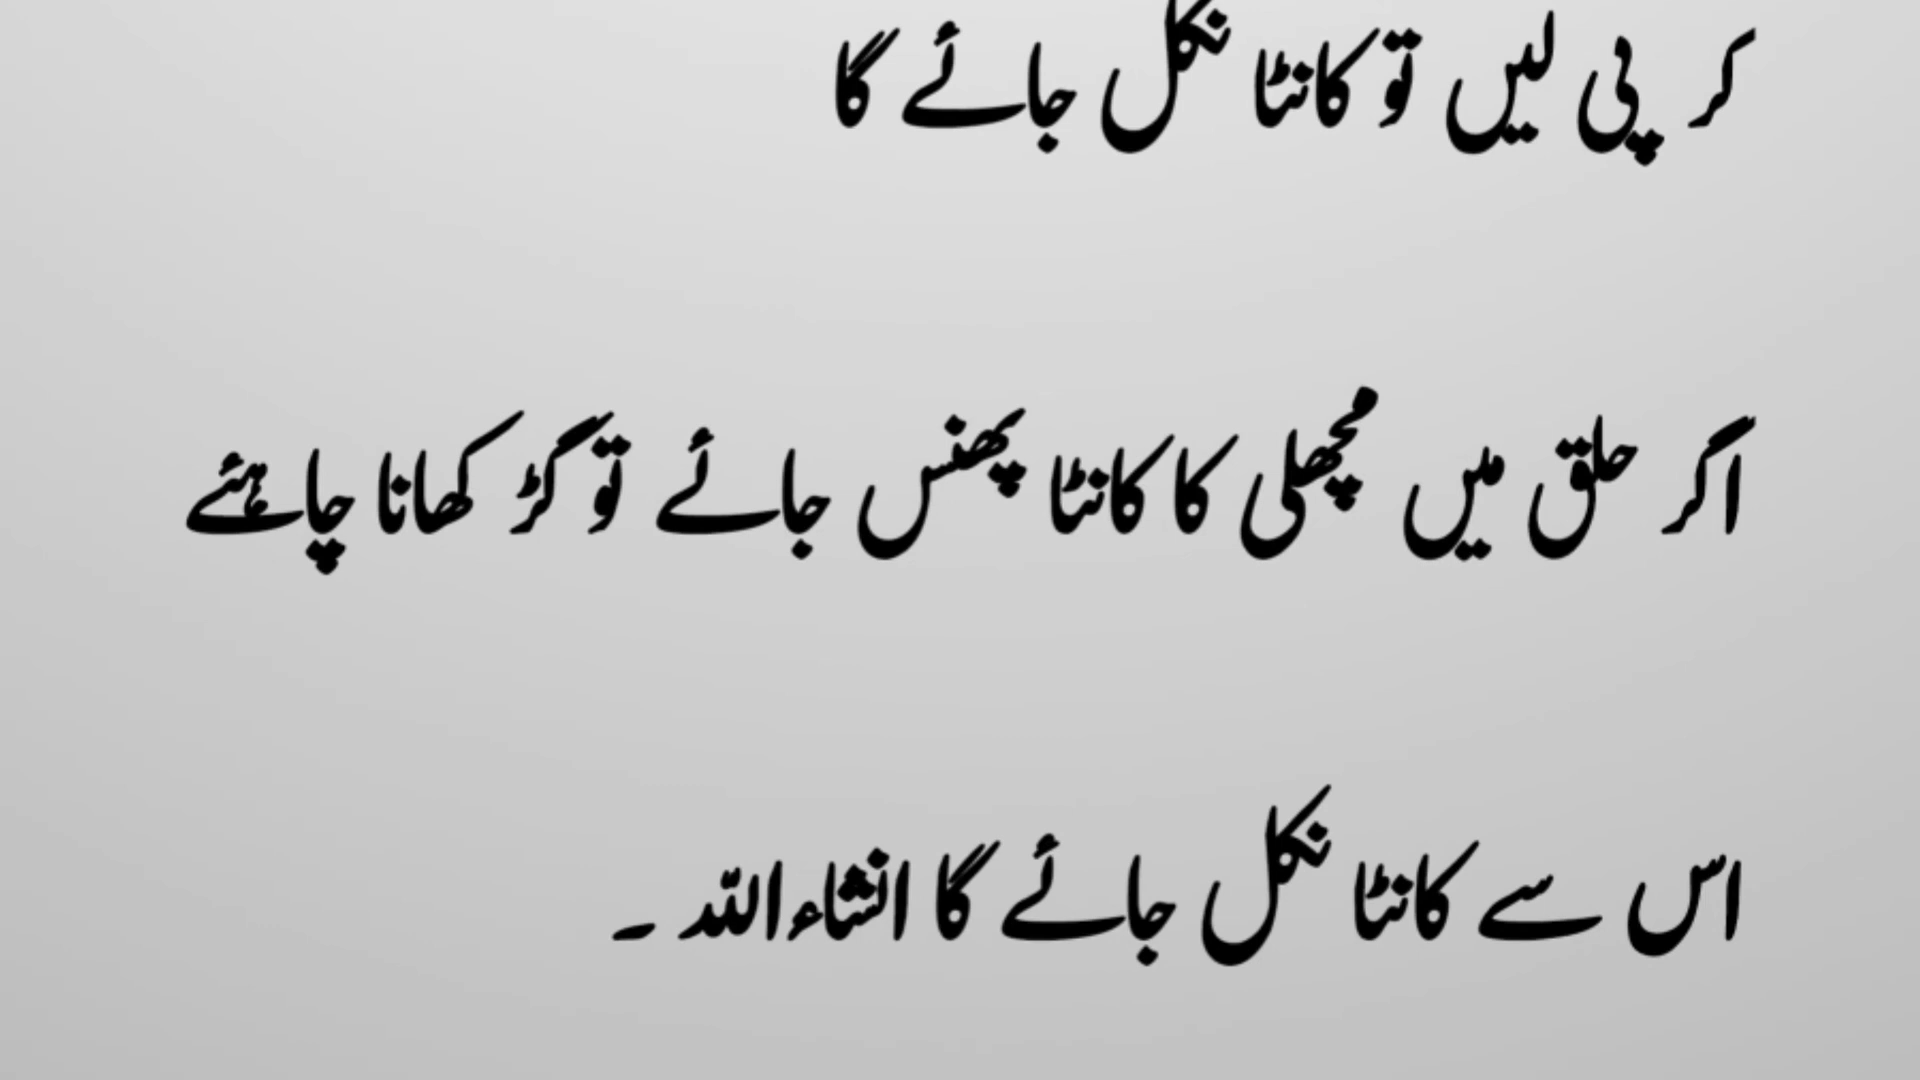 کر پی لیں تو کانٹا نکل جائے گا
اگر حلق میں مچھلی کا کانٹا پھنس جائے تو گڑ کھانا چاہئے
اس سے کانٹا نکل جائے گا انشاءاللہ ۔